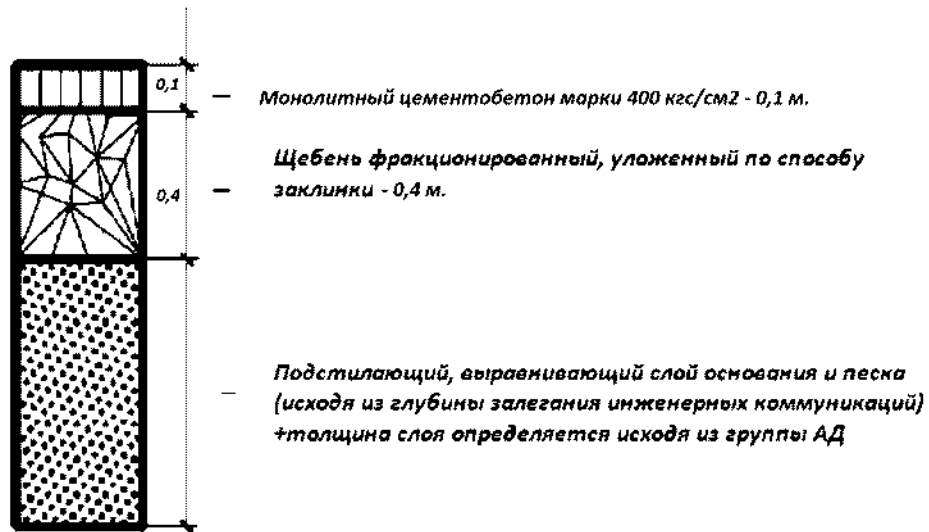 0,1
Монолитный цементобетон марки 400 кгс/см2 - 0,1 м.
Щебень фракционированный, уложенный по способу
заклинки - 0,4 м.
0,4
Подстилающий, выравнивающий слой основания и песка
(исходя из глубины залегания инженерных коммуникаций)
+толщина слоя определяется исходя из группы АД